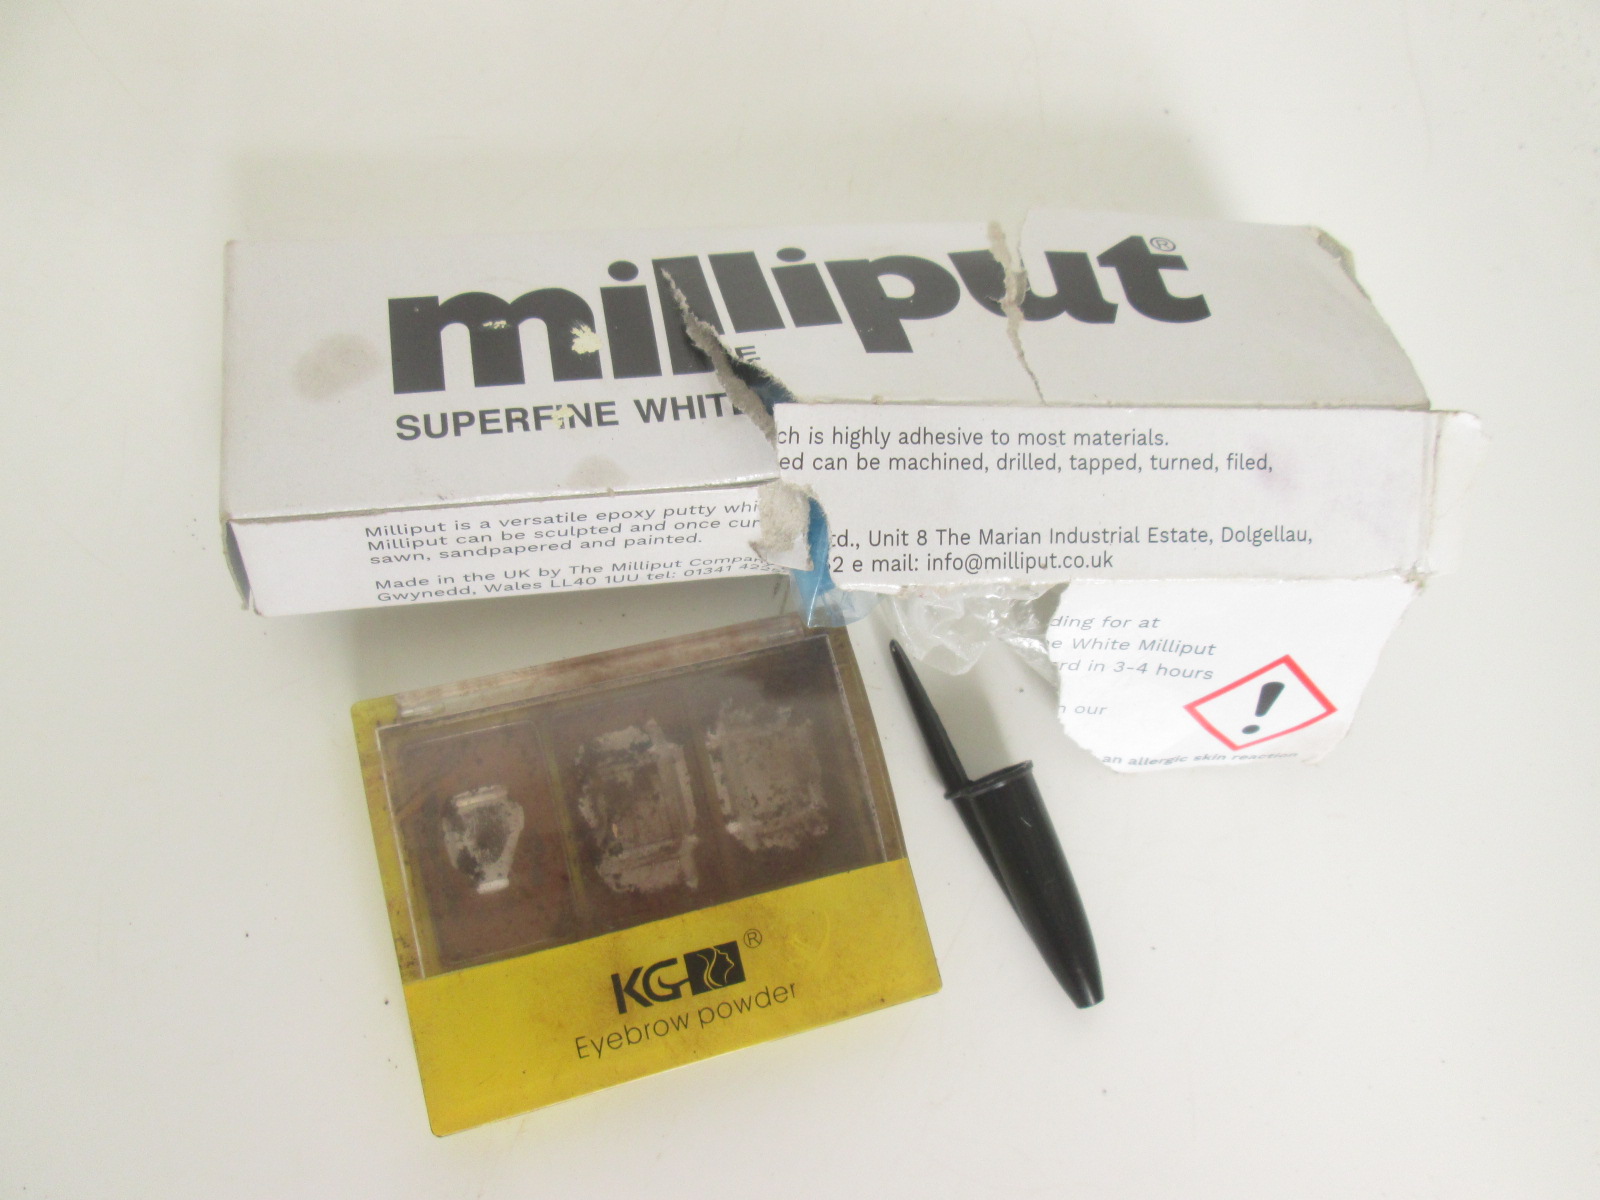 milliput®
SUPERFINE WHITE
E
Milliput is a versatile epoxy putty whi
Milliput can be sculpted and once cur
sawn, sandpapered and painted.
Made in the UK by The Milliput Compan
Gwynedd, Wales LL40 1UU tel: 01341 422
ch is highly adhesive to most materials.
ed can be machined, drilled, tapped, turned, filed,
td., Unit 8 The Marian Industrial Estate, Dolgellau,
62 e mail: info@milliput.co.uk
ding for at
e White Milliput
ard in 3-4 hours
n our
an allergic skin reaction
KG®
Eyebrow powder